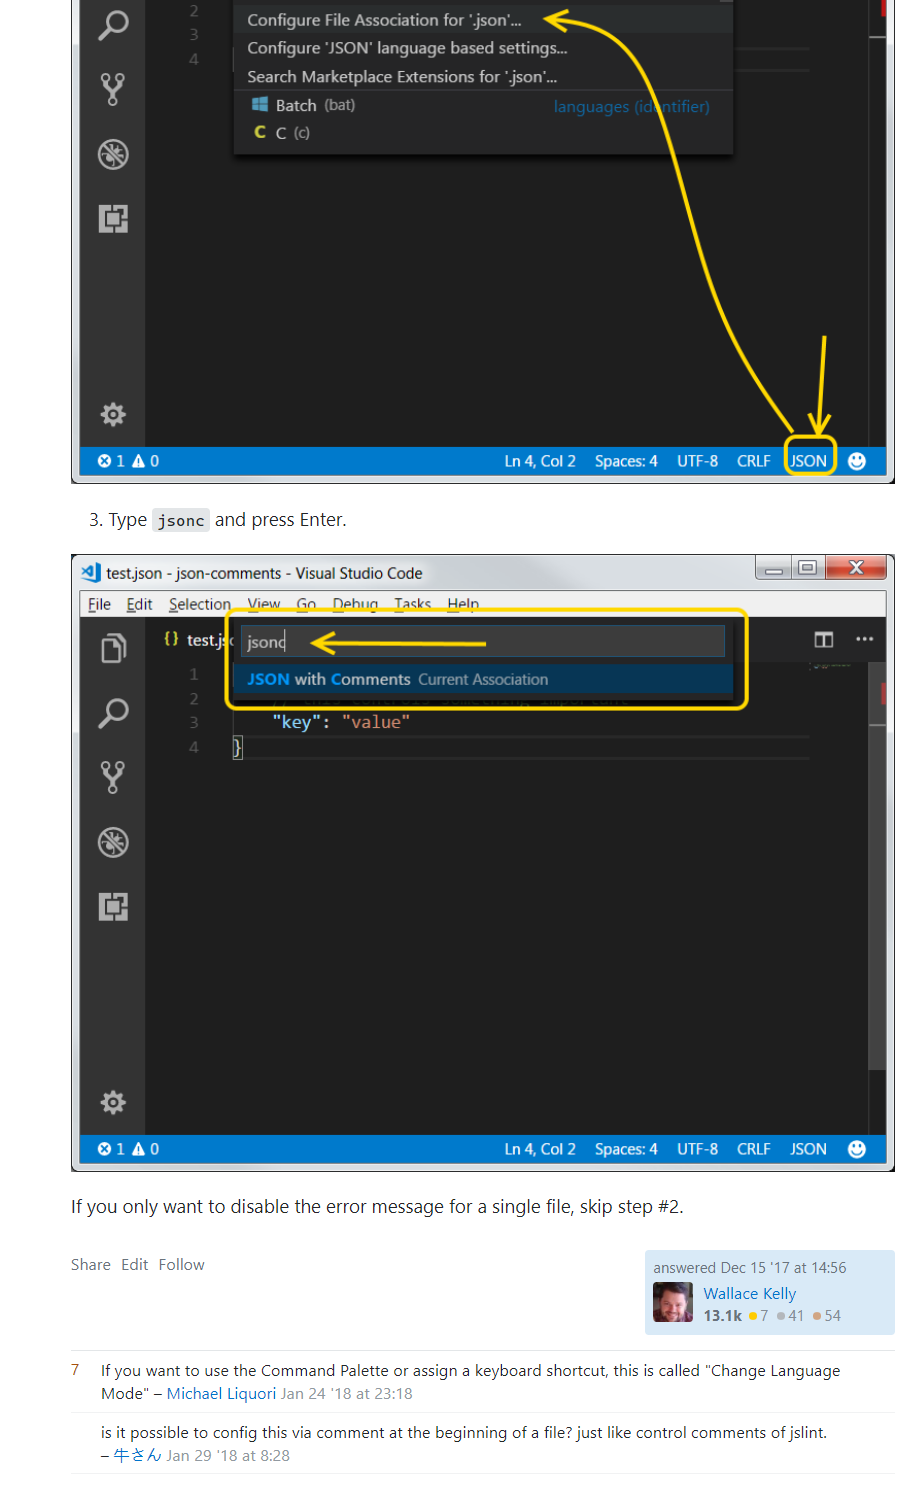 2
Configure File Association for '.json'...
3
Configure 'JSON' language based settings...
4
Search Marketplace Extensions for '.json'...
Batch (bat) languages (identifier)
C C (c)
1 0 Ln 4, Col 2 Spaces: 4 UTF-8 CRLF JSON
3. Type jsonc and press Enter.
test.json - json-comments - Visual Studio Code
File Edit Selection View Go Debug Tasks Help
{} test.js
jsonc
1
JSON with Comments Current Association
2
3 "key": "value"
4 }
1 0 Ln 4, Col 2 Spaces: 4 UTF-8 CRLF JSON
If you only want to disable the error message for a single file, skip step #2.
Share Edit Follow
answered Dec 15 '17 at 14:56
Wallace Kelly
13.1k 7 41 54
7 If you want to use the Command Palette or assign a keyboard shortcut, this is called "Change Language
Mode" – Michael Liquori Jan 24 '18 at 23:18
is it possible to config this via comment at the beginning of a file? just like control comments of jslint.
– 牛さん Jan 29 '18 at 8:28